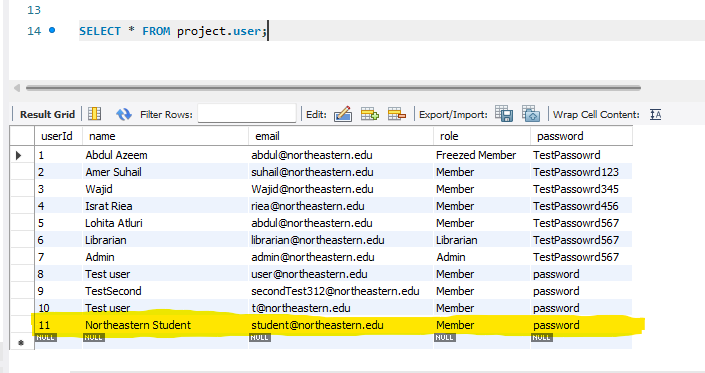 13
14 SELECT * FROM project.user;
Result Grid Filter Rows: Edit: Export/Import: Wrap Cell Content: IA
userId name email role password
1 Abdul Azeem abdul@northeastern.edu Freezed Member TestPassowrd
2 Amer Suhail suhail@northeastern.edu Member TestPassowrd123
3 Wajid Wajid@northeastern.edu Member TestPassowrd345
4 Israt Riea riea@northeastern.edu Member TestPassowrd456
5 Lohita Atluri abdul@northeastern.edu Member TestPassowrd567
6 Librarian librarian@northeastern.edu Librarian TestPassowrd567
7 Admin admin@northeastern.edu Admin TestPassowrd567
8 Test user user@northeastern.edu Member password
9 TestSecond secondTest312@northeastern.edu Member password
10 Test user t@northeastern.edu Member password
11 Northeastern Student student@northeastern.edu Member password
NULL NULL NULL NULL NULL